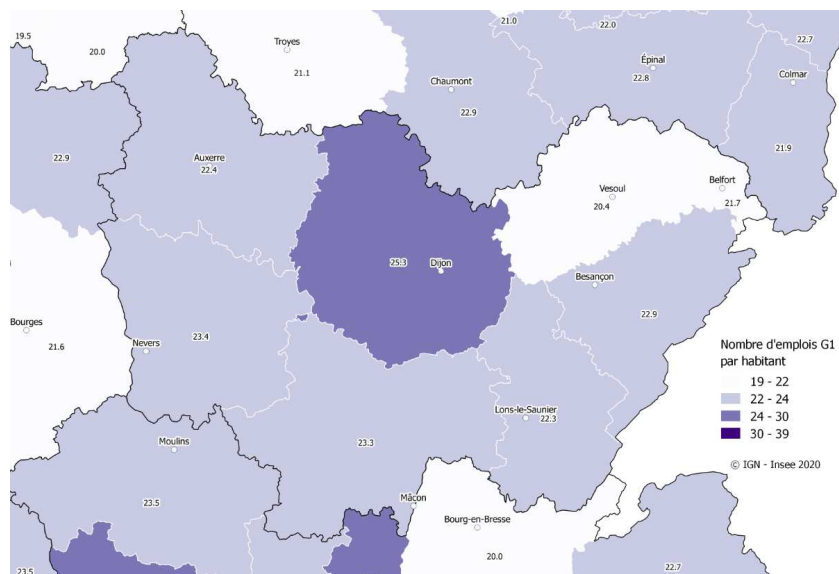 19.5
20.0
Troyes
21.1
21.0
22.0
22.7
Chaumont
22.9
Épinal
22.8
Colmar
21.9
22.9
Auxerre
22.4
Vesoul
20.4
Belfort
21.7
25.3
Dijon
Besançon
22.9
Bourges
21.6
Nevers
23.4
Lons-le-Saunier
22.3
Moulins
23.5
23.3
Mâcon
Bourg-en-Bresse
20.0
23.5
22.7
Nombre d'emplois G1
par habitant
19 - 22
22 - 24
24 - 30
30 - 39
© IGN - Insee 2020